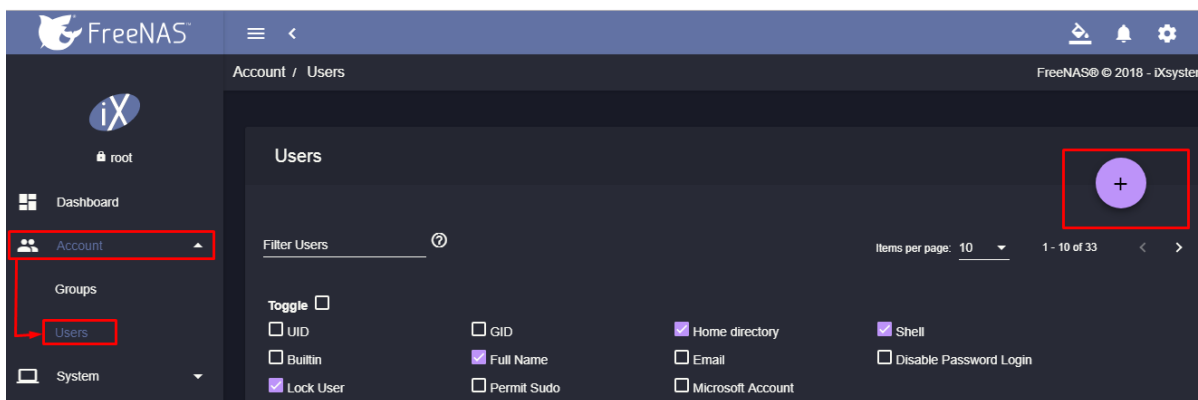 FreeNAS™
Account / Users
FreeNAS® © 2018 - iXsystem
iX
root
Dashboard
Account
Groups
Users
System
Users
+
Filter Users
Items per page: 10
1 - 10 of 33
Toggle
UID
GID
Home directory
Shell
Builtin
Full Name
Email
Disable Password Login
Lock User
Permit Sudo
Microsoft Account